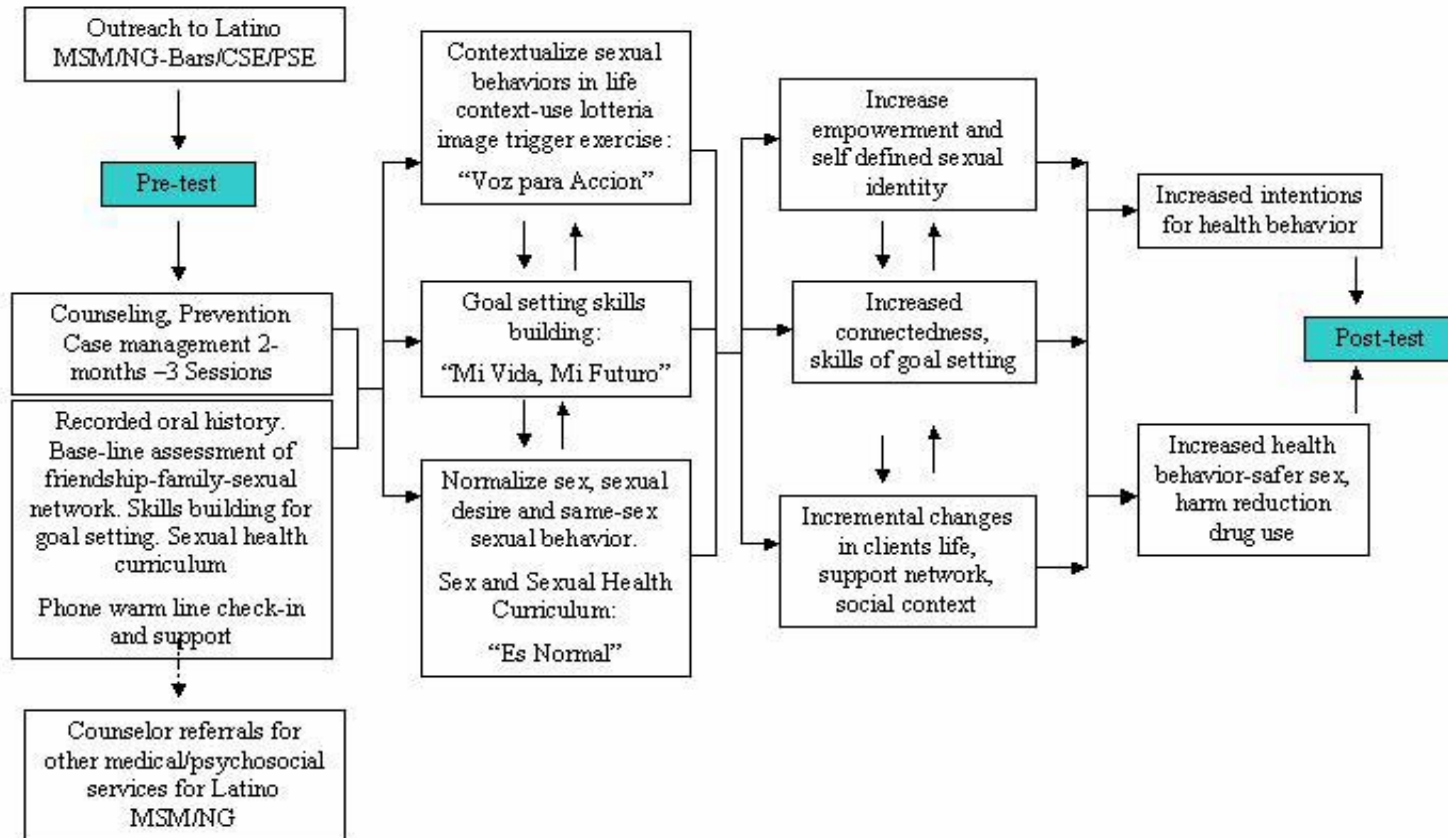 Outreach to Latino
MSM/NG-Bars/CSE/PSE
Pre-test
Counseling, Prevention
Case management 2-
months –3 Sessions
Recorded oral history.
Base-line assessment of
friendship-family-sexual
network. Skills building for
goal setting. Sexual health
curriculum
Phone warm line check-in
and support
Counselor referrals for
other medical/psychosocial
services for Latino
MSM/NG
Contextualize sexual
behaviors in life
context-use lotteria
image trigger exercise:
“Voz para Accion”
Goal setting skills
building:
“Mi Vida, Mi Futuro”
Normalize sex, sexual
desire and same-sex
sexual behavior.
Sex and Sexual Health
Curriculum:
“Es Normal”
Increase
empowerment and
self defined sexual
identity
Increased
connectedness,
skills of goal setting
Incremental changes
in clients life,
support network,
social context
Increased intentions
for health behavior
Post-test
Increased health
behavior-safer sex,
harm reduction
drug use